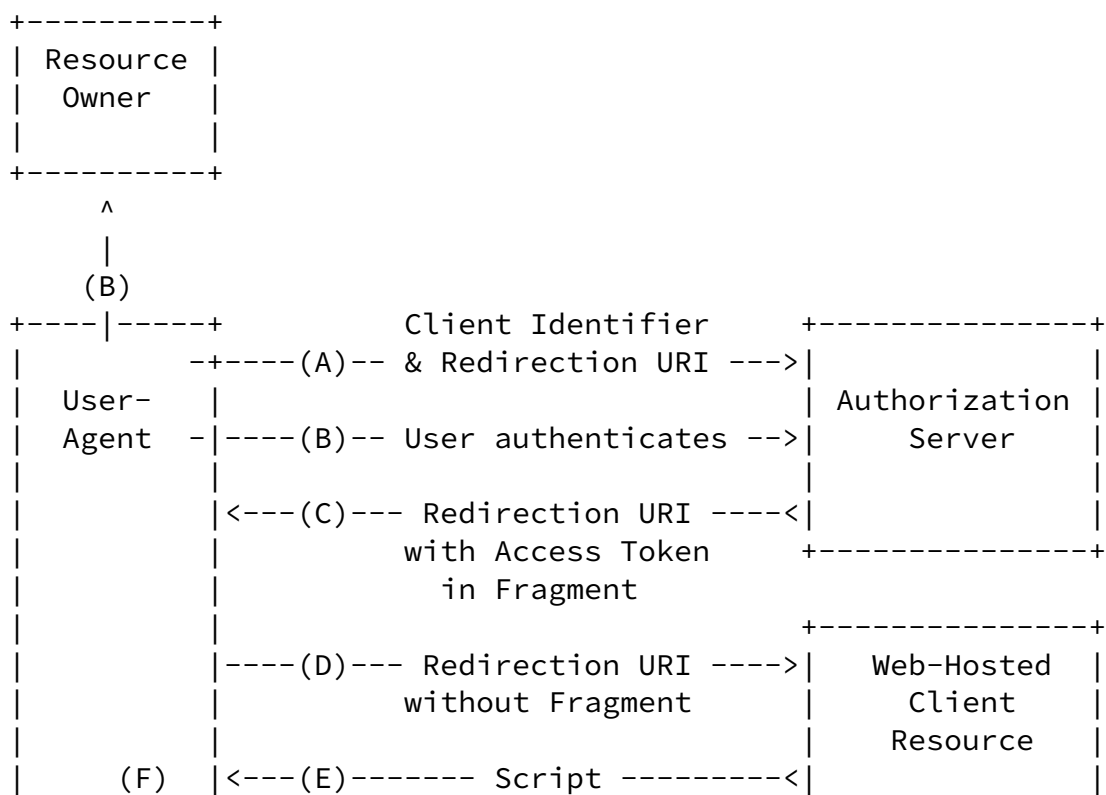 +----------+
| Resource |
|  Owner   |
|          |
+----------+
     ^
     |
    (B)
+----|-----+          Client Identifier     +---------------+
|         -+----(A)-- & Redirection URI --->|               |
|  User-   |                                | Authorization |
|  Agent  -|----(B)-- User authenticates -->|     Server    |
|          |                                |               |
|          |<---(C)--- Redirection URI ----<|               |
|          |          with Access Token     +---------------+
|          |            in Fragment
|          |                                +---------------+
|          |----(D)--- Redirection URI ---->|   Web-Hosted  |
|          |          without Fragment      |     Client    |
|          |                                |    Resource   |
|     (F)  |<---(E)------- Script ---------<|               |